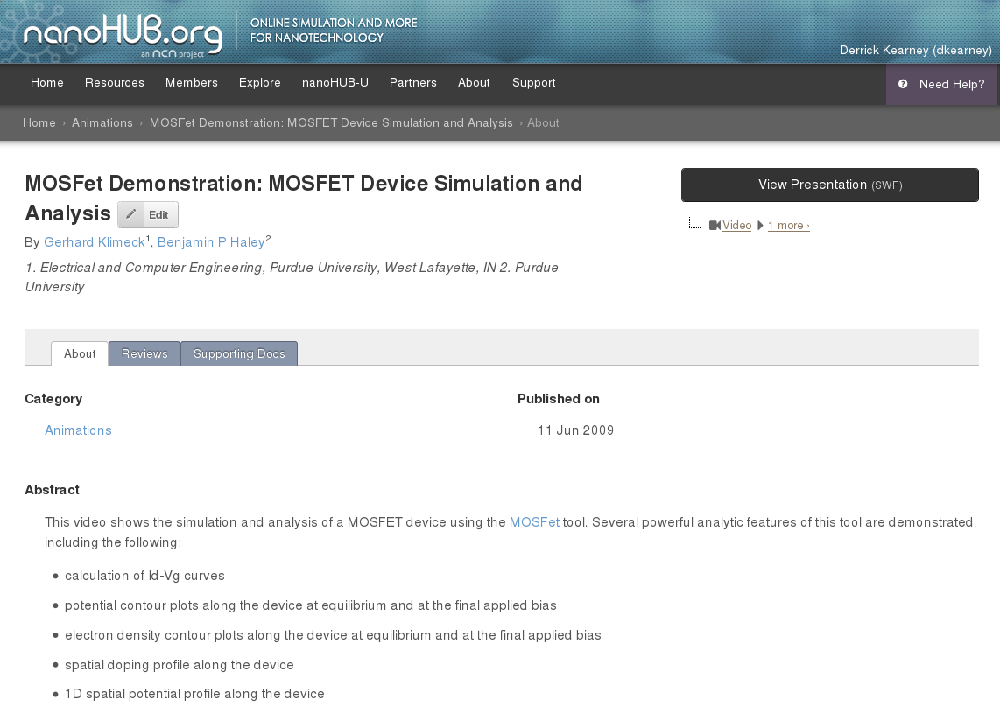 nanoHUB.org
an ncn project
ONLINE SIMULATION AND MORE
FOR NANOTECHNOLOGY
Derrick Kearney (dkearney)
Home Resources Members Explore nanoHUB-U Partners About Support
Need Help?
Home › Animations › MOSFet Demonstration: MOSFET Device Simulation and Analysis › About
MOSFet Demonstration: MOSFET Device Simulation and
Analysis Edit
By Gerhard Klimeck1, Benjamin P Haley2
1. Electrical and Computer Engineering, Purdue University, West Lafayette, IN 2. Purdue
University
View Presentation (SWF)
Video 1 more ›
About Reviews Supporting Docs
Category
Animations
Published on
11 Jun 2009
Abstract
This video shows the simulation and analysis of a MOSFET device using the MOSFet tool. Several powerful analytic features of this tool are demonstrated,
including the following:
• calculation of Id-Vg curves
• potential contour plots along the device at equilibrium and at the final applied bias
• electron density contour plots along the device at equilibrium and at the final applied bias
• spatial doping profile along the device
• 1D spatial potential profile along the device